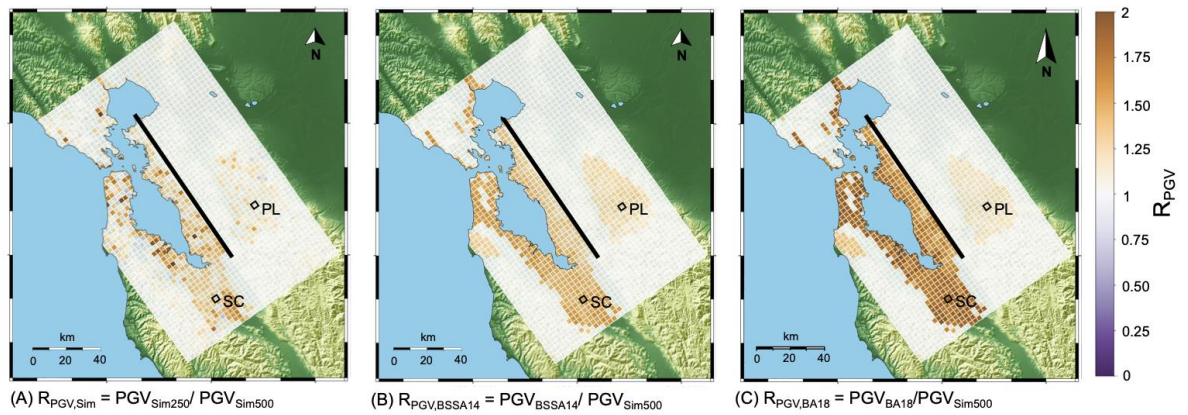 N
PL
SC
km
0 20 40
(A) R_PGV,Sim = PGV_Sim250/ PGV_Sim500
N
PL
SC
km
0 20 40
(B) R_PGV,BSSA14 = PGV_BSSA14/ PGV_Sim500
N
PL
SC
km
0 20 40
(C) R_PGV,BA18 = PGV_BA18/PGV_Sim500
2
1.75
1.50
1.25
1
0.75
0.50
0.25
0
R_PGV